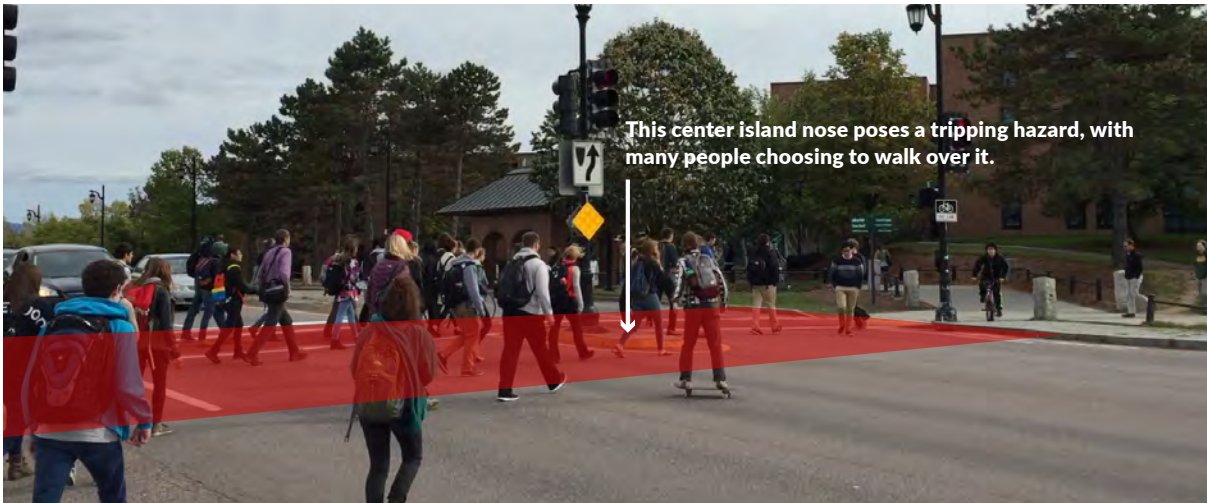 This center island nose poses a tripping hazard, with
many people choosing to walk over it.